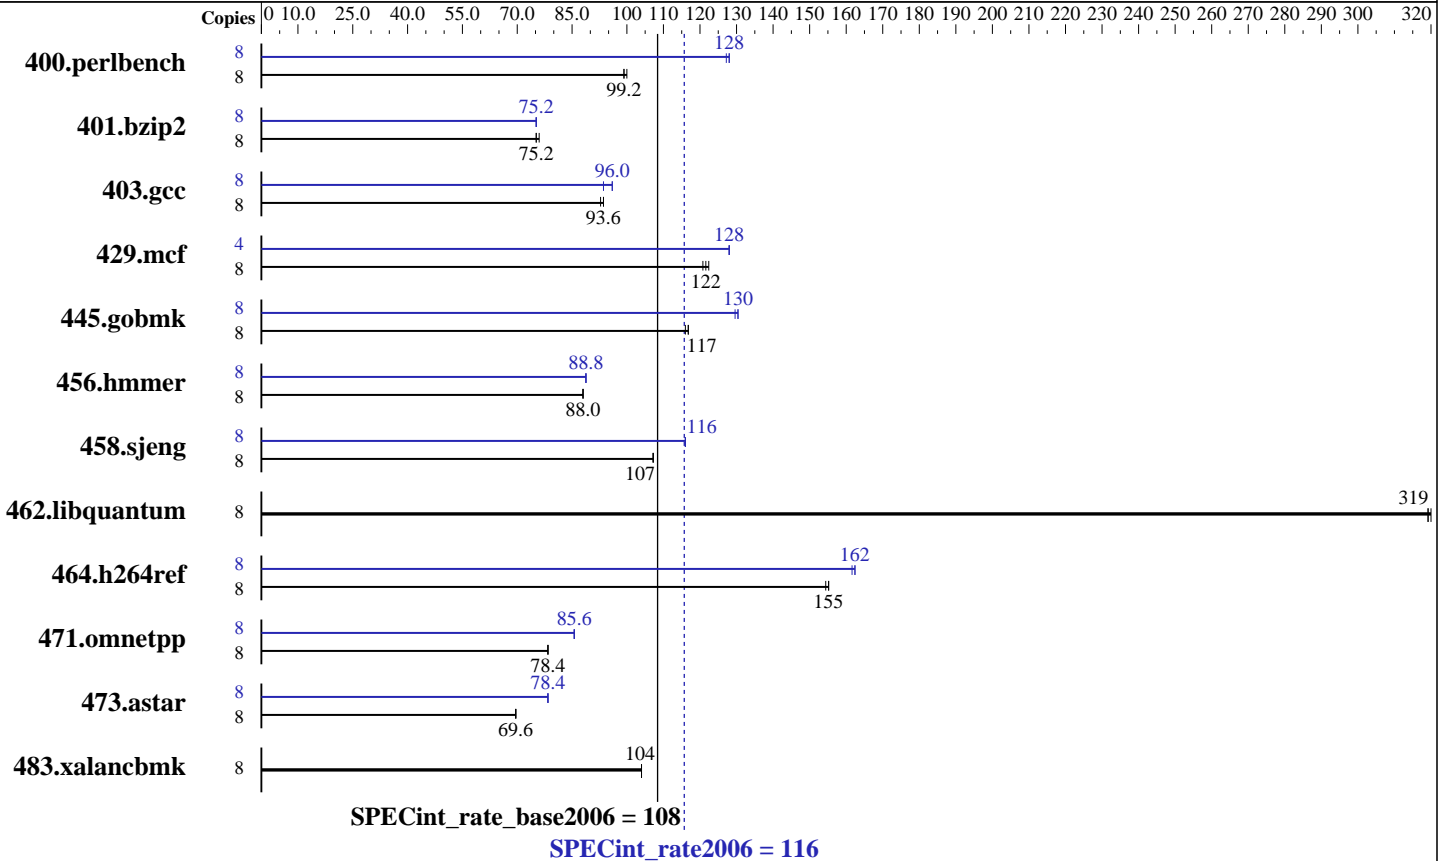 Copies 0 10.0 25.0 40.0 55.0 70.0 85.0 100 110 120 130 140 150 160 170 180 190 200 210 220 230 240 250 260 270 280 290 300 320
400.perlbench 8 128
8 99.2
401.bzip2 8 75.2
8 75.2
403.gcc 8 96.0
8 93.6
429.mcf 4 128
8 122
445.gobmk 8 130
8 117
456.hmmer 8 88.8
8 88.0
458.sjeng 8 116
8 107
462.libquantum 8 319
464.h264ref 8 162
8 155
471.omnetpp 8 85.6
8 78.4
473.astar 8 78.4
8 69.6
483.xalancbmk 8 104
SPECint_rate_base2006 = 108
SPECint_rate2006 = 116